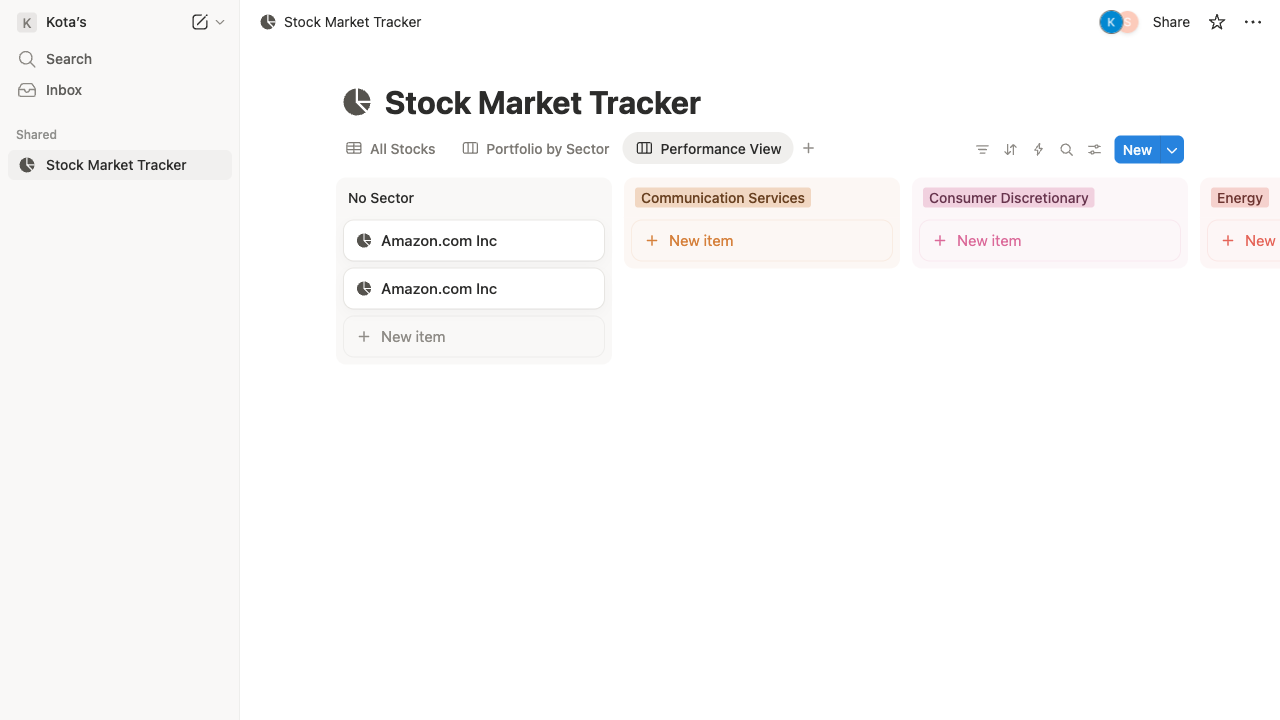 K Kota's
Search
Inbox
Shared
Stock Market Tracker
Stock Market Tracker
K S Share
Stock Market Tracker
All Stocks Portfolio by Sector Performance View New
No Sector Communication Services Consumer Discretionary Energy
Amazon.com Inc New item New item New
Amazon.com Inc
New item